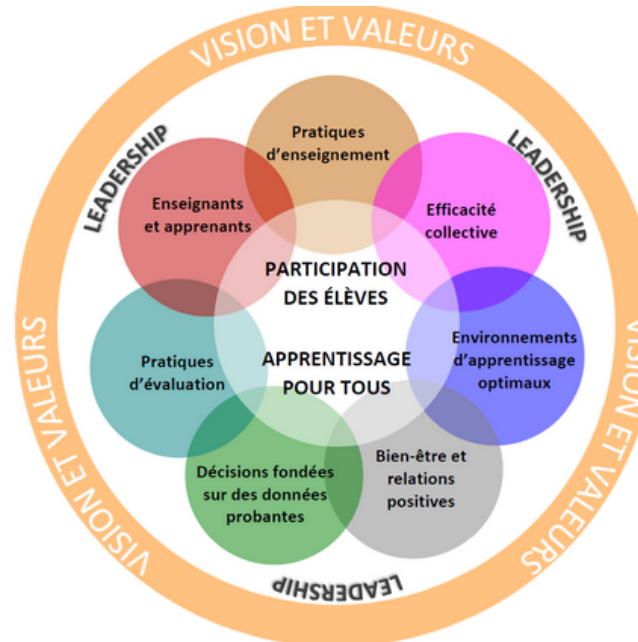 VISION ET VALEURS
LEADERSHIP
LEADERSHIP
Pratiques
d'enseignement
Enseignants
et apprenants
Efficacité
collective
PARTICIPATION
DES ÉLÈVES
APPRENTISSAGE
POUR TOUS
Pratiques
d'évaluation
Environnements
d'apprentissage
optimaux
Décisions fondées
sur des données
probantes
Bien-être et
relations
positives
VISION ET VALEURS
VISION ET VALEURS
LEADERSHIP